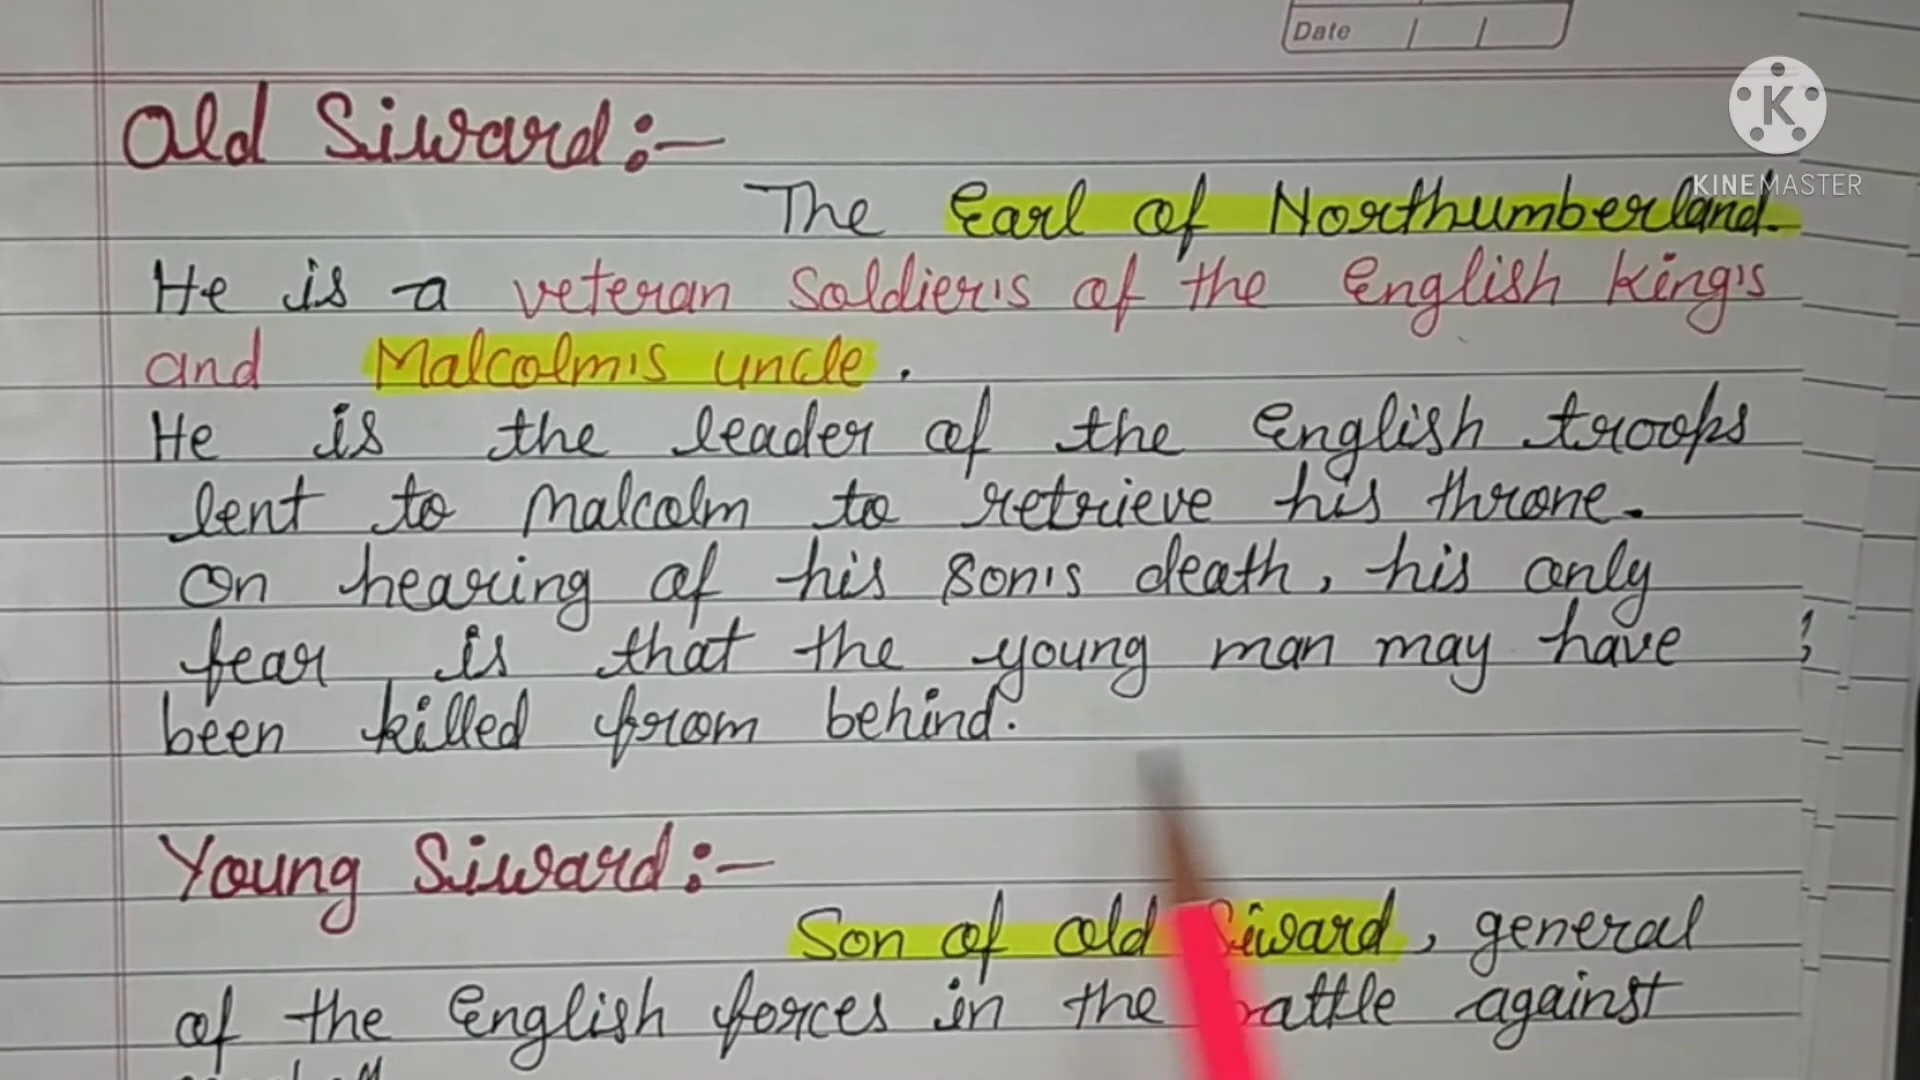 Date
K
KINEMASTER
Old Siward:-
The Earl of Northumberland.
He is a veteran soldier's of the English king's
and Malcolm's uncle.
He is the leader of the English troops
lent to Malcolm to retrieve his throne.
On hearing of his son's death, his only
fear is that the young man may have
been killed from behind.
Young Siward:-
Son of old Siward, general
of the English forces in the battle against